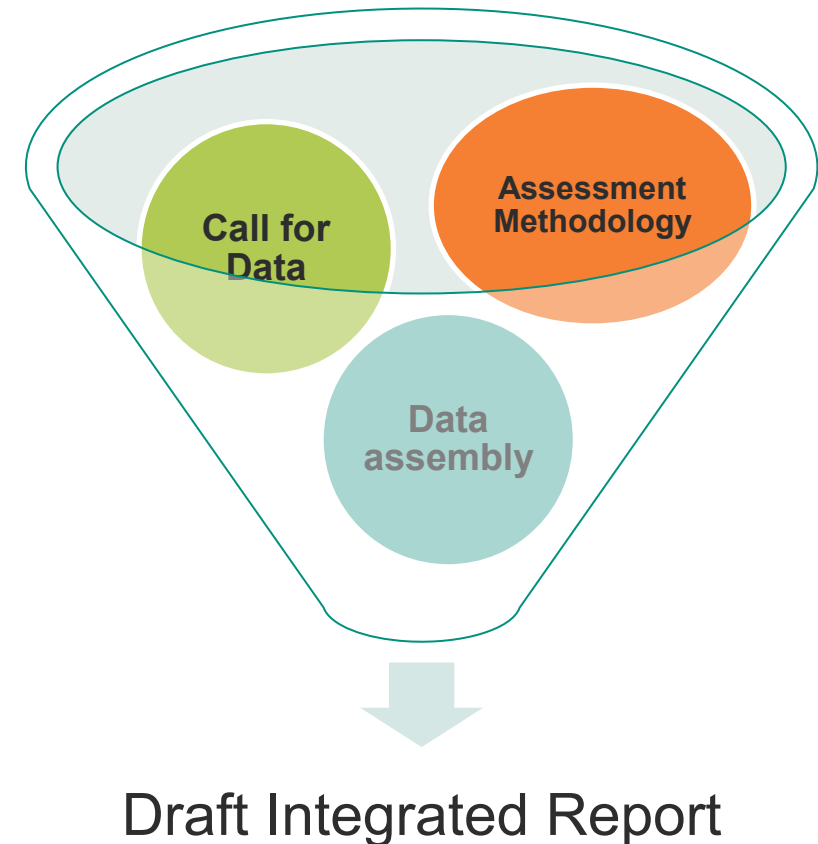 Call for
Data
Assessment
Methodology
Data
assembly
Draft Integrated Report